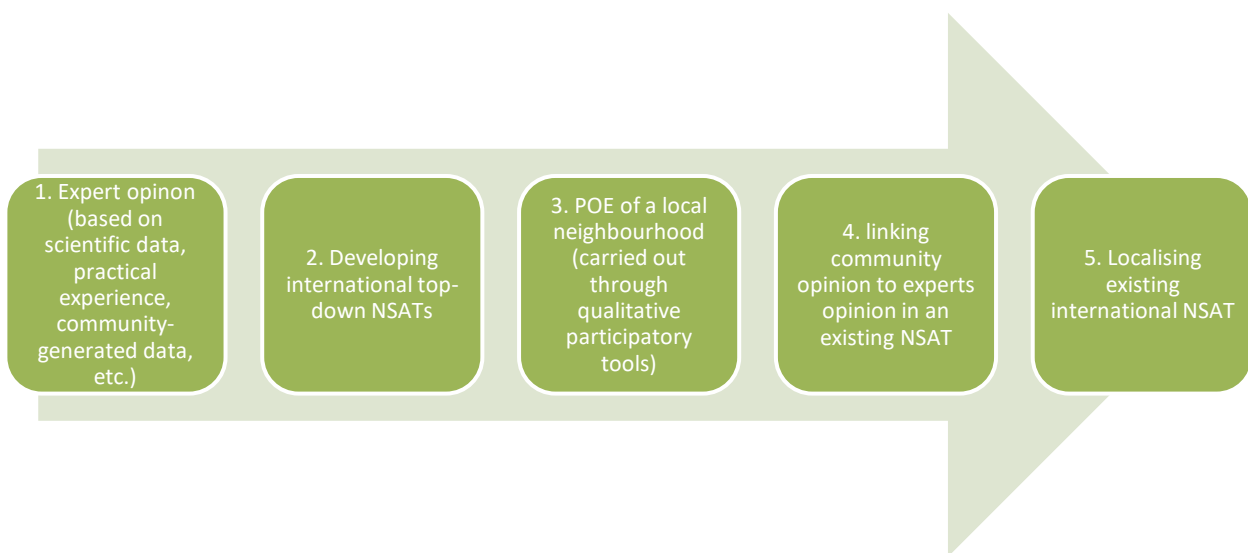 1. Expert opinon
(based on
scientific data,
practical
experience,
community-
generated data,
etc.)
2. Developing
international top-
down NSATs
3. POE of a local
neighbourhood
(carried out
through
qualitative
participatory
tools)
4. linking
community
opinion to experts
opinion in an
existing NSAT
5. Localising
existing
international NSAT